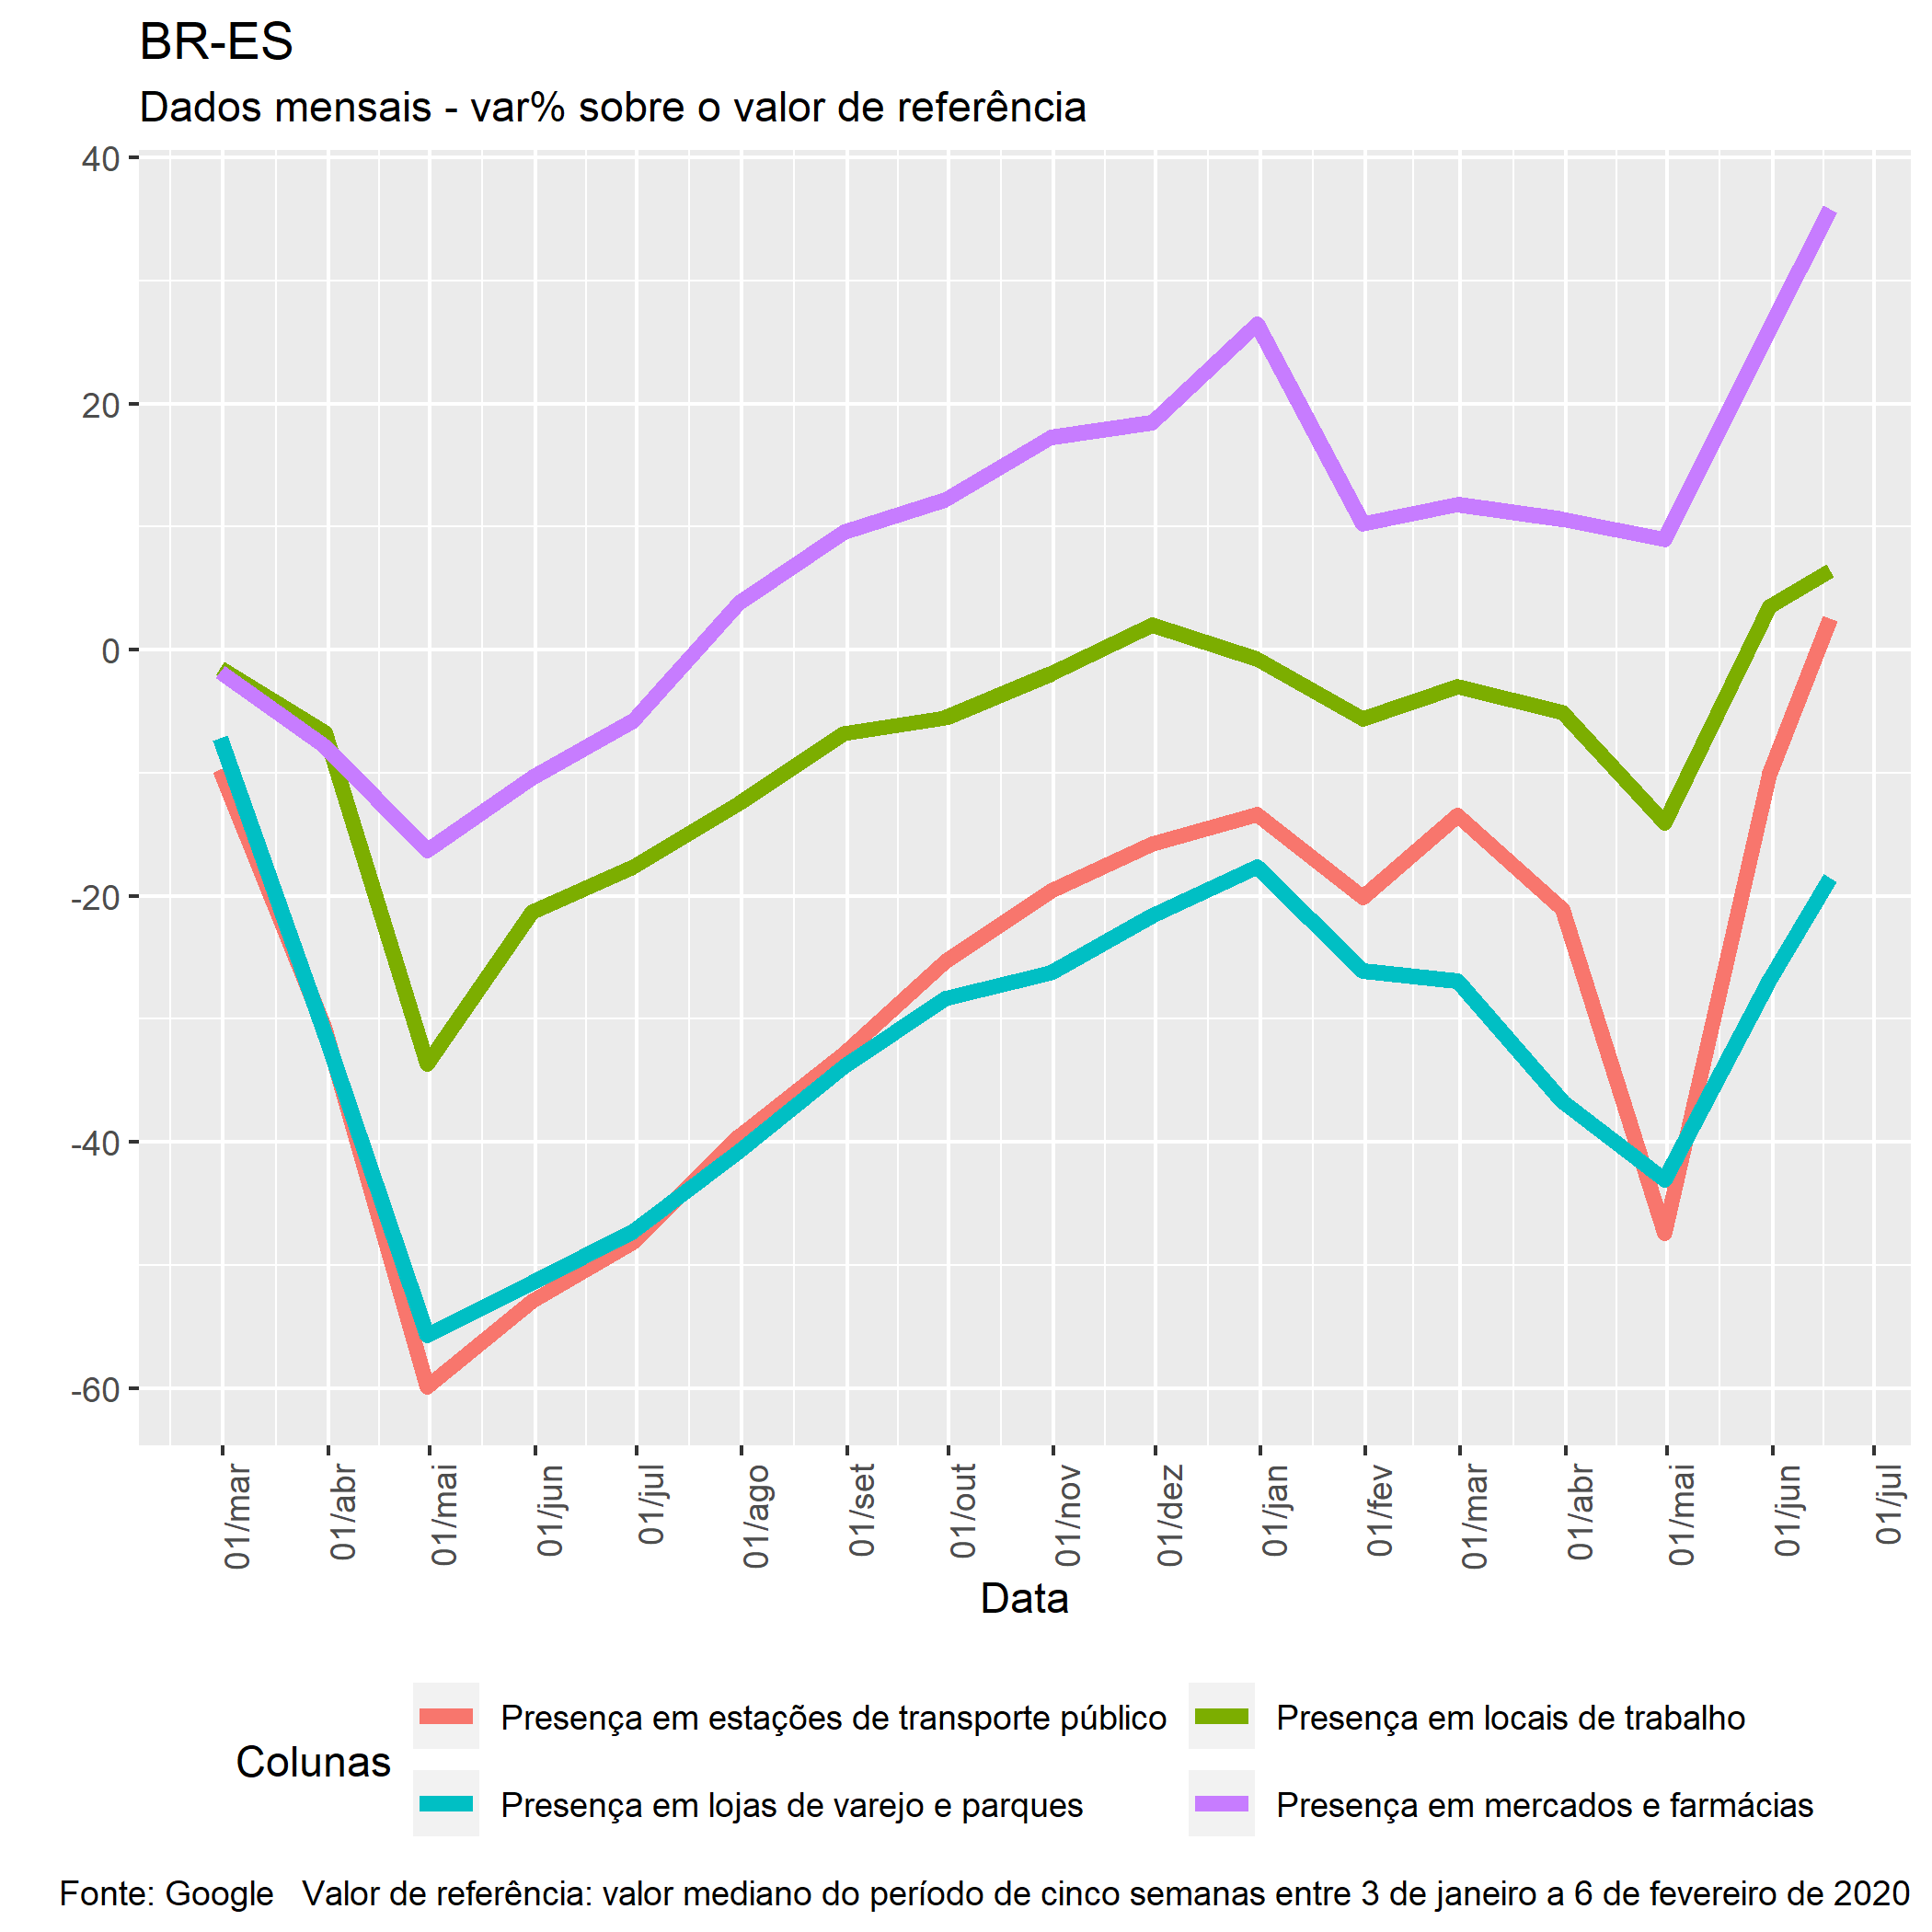 BR-ES
Dados mensais - var% sobre o valor de referência
40
20
0
-20
-40
-60
01/mar
01/abr
01/mai
01/jun
01/jul
01/ago
01/set
01/out
01/nov
01/dez
01/jan
01/fev
01/mar
01/abr
01/mai
01/jun
01/jul
Data
Colunas
Presença em estações de transporte público
Presença em lojas de varejo e parques
Presença em locais de trabalho
Presença em mercados e farmácias
Fonte: Google   Valor de referência: valor mediano do período de cinco semanas entre 3 de janeiro a 6 de fevereiro de 2020